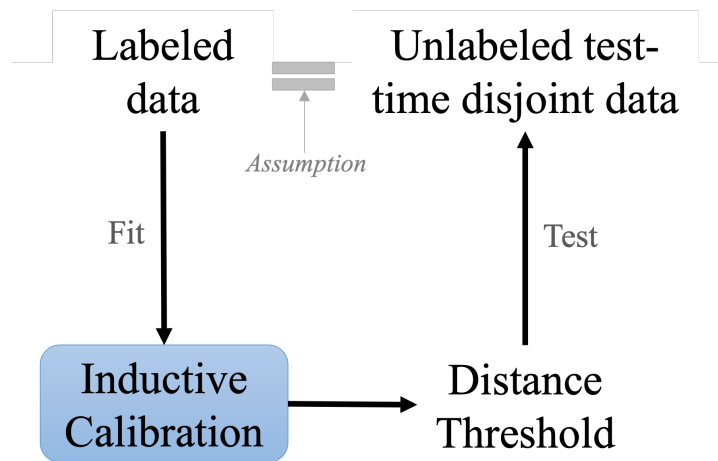 Labeled
data
Unlabeled test-
time disjoint data
Assumption
Fit
Test
Inductive
Calibration
Distance
Threshold